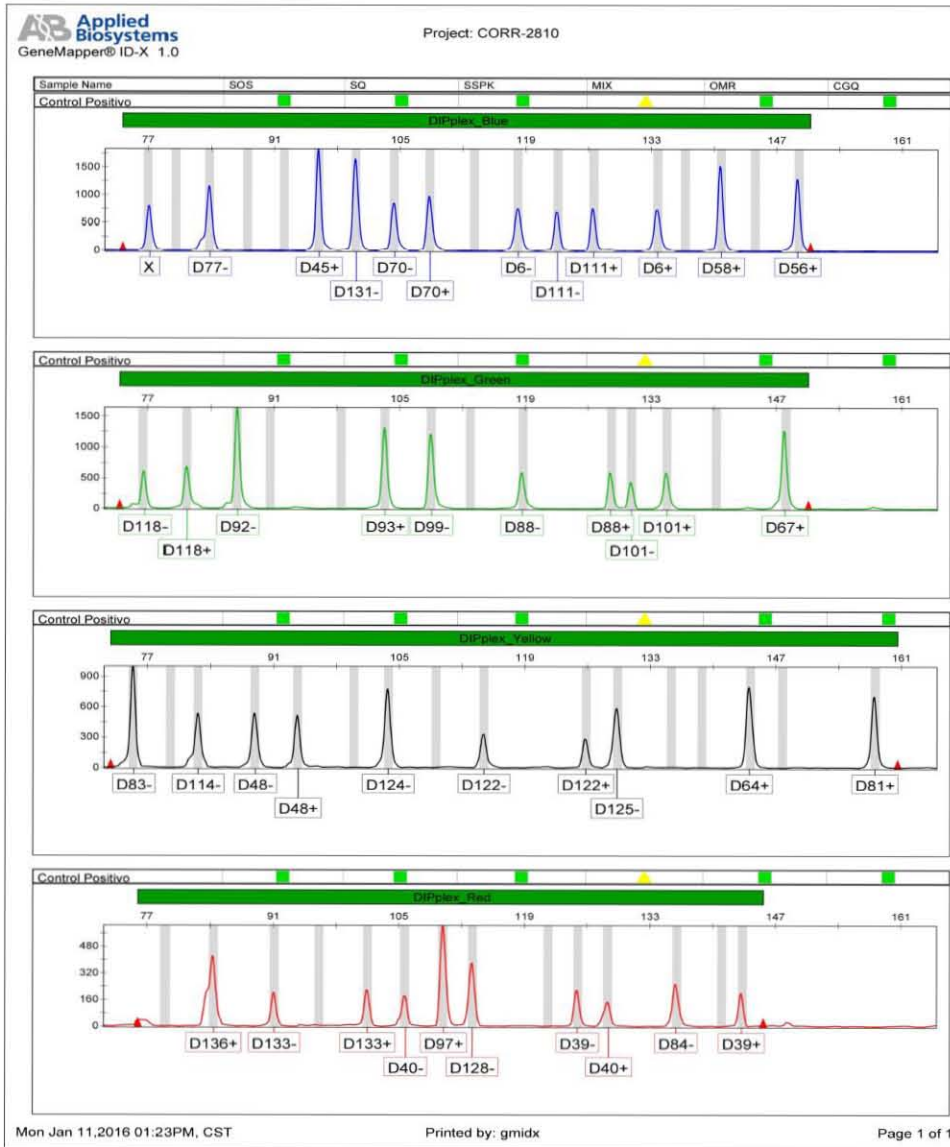 Applied
Biosystems
GeneMapper® ID-X 1.0
Project: CORR-2810
Sample Name SOS SQ SSPK MIX OMR CGQ
Control Positivo
DIPplex_Blue
77 91 105 119 133 147 161
1500
1000
500
0
X D77- D45+ D70- D6- D111+ D6+ D58+ D56+
D131- D70+ D111-
Control Positivo
DIPplex_Green
77 91 105 119 133 147 161
1500
1000
500
0
D118- D92- D93+ D99- D88- D88+ D101+ D67+
D118+ D101-
Control Positivo
DIPplex_Yellow
77 91 105 119 133 147 161
900
600
300
0
D83- D114- D48- D124- D122- D122+ D64+ D81+
D48+ D125-
Control Positivo
DIPplex_Red
77 91 105 119 133 147 161
480
320
160
0
D136+ D133- D133+ D97+ D39- D84- D39+
D40- D128- D40+
Mon Jan 11,2016 01:23PM, CST Printed by: gmidx Page 1 of 1